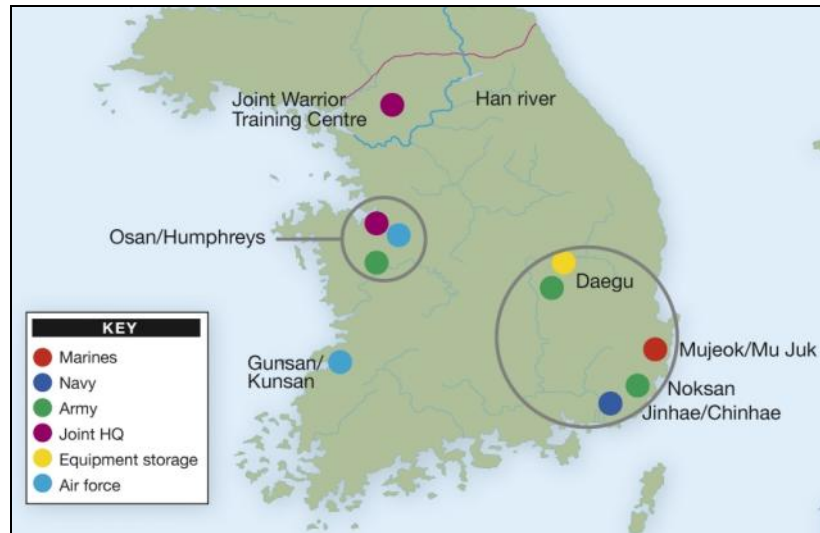 Joint Warrior
Training Centre
Han river
Osan/Humphreys
Daegu
Gunsan/
Kunsan
Mujeok/Mu Juk
Noksan
Jinhae/Chinhae
KEY
Marines
Navy
Army
Joint HQ
Equipment storage
Air force